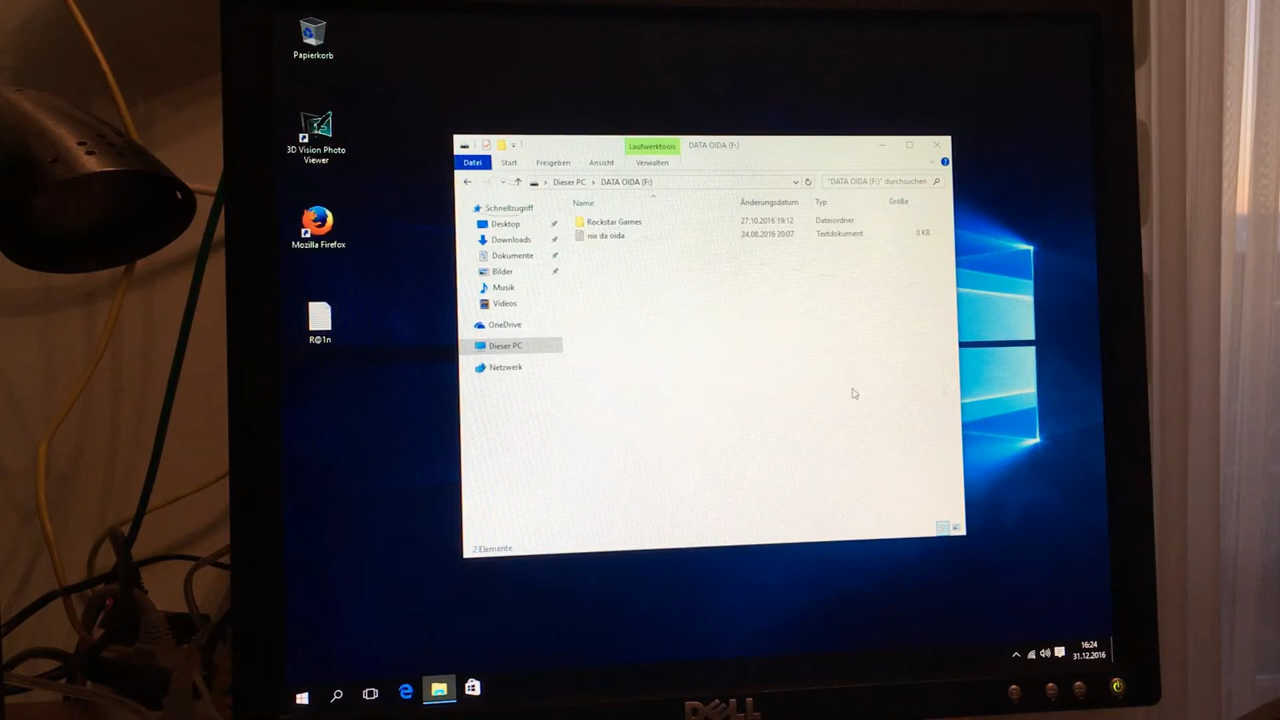 Papierkorb
3D Vision Photo
Viewer
Mozilla Firefox
R@1n
Laufwerktools
DATA OIDA (F:)
Datei
Start
Freigeben
Ansicht
Verwalten
Dieser PC
DATA OIDA (F:)
"DATA OIDA (F:)" durchsuchen
Name
Änderungsdatum
Typ
Größe
Rockstar Games
27.10.2016 19:12
Dateiordner
nix da oida
24.08.2016 20:07
Textdokument
0 KB
Schnellzugriff
Desktop
Downloads
Dokumente
Bilder
Musik
Videos
OneDrive
Dieser PC
Netzwerk
2 Elemente
16:24
31.12.2016
DELL